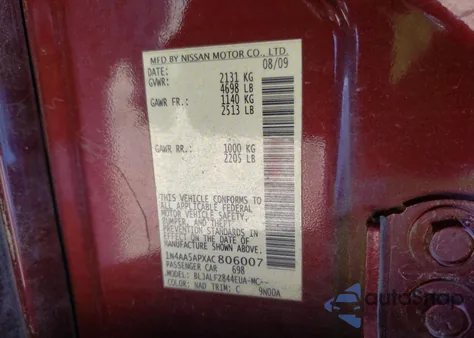 MFD BY NISSAN MOTOR CO., LTD.
DATE: 08/09
GVWR: 2131 KG
4698 LB
GAWR FR.: 1140 KG
2513 LB
GAWR RR.: 1000 KG
2205 LB
THIS VEHICLE CONFORMS TO
ALL APPLICABLE FEDERAL
MOTOR VEHICLE SAFETY,
BUMPER, AND THEFT
PREVENTION STANDARDS IN
EFFECT ON THE DATE OF
MANUFACTURE SHOWN ABOVE.
1N4AA5APXAC806007
PASSENGER CAR 698
MODEL: BLJALF2844EUA-MC
COLOR: NAD TRIM: C 9N00A
AutoShop